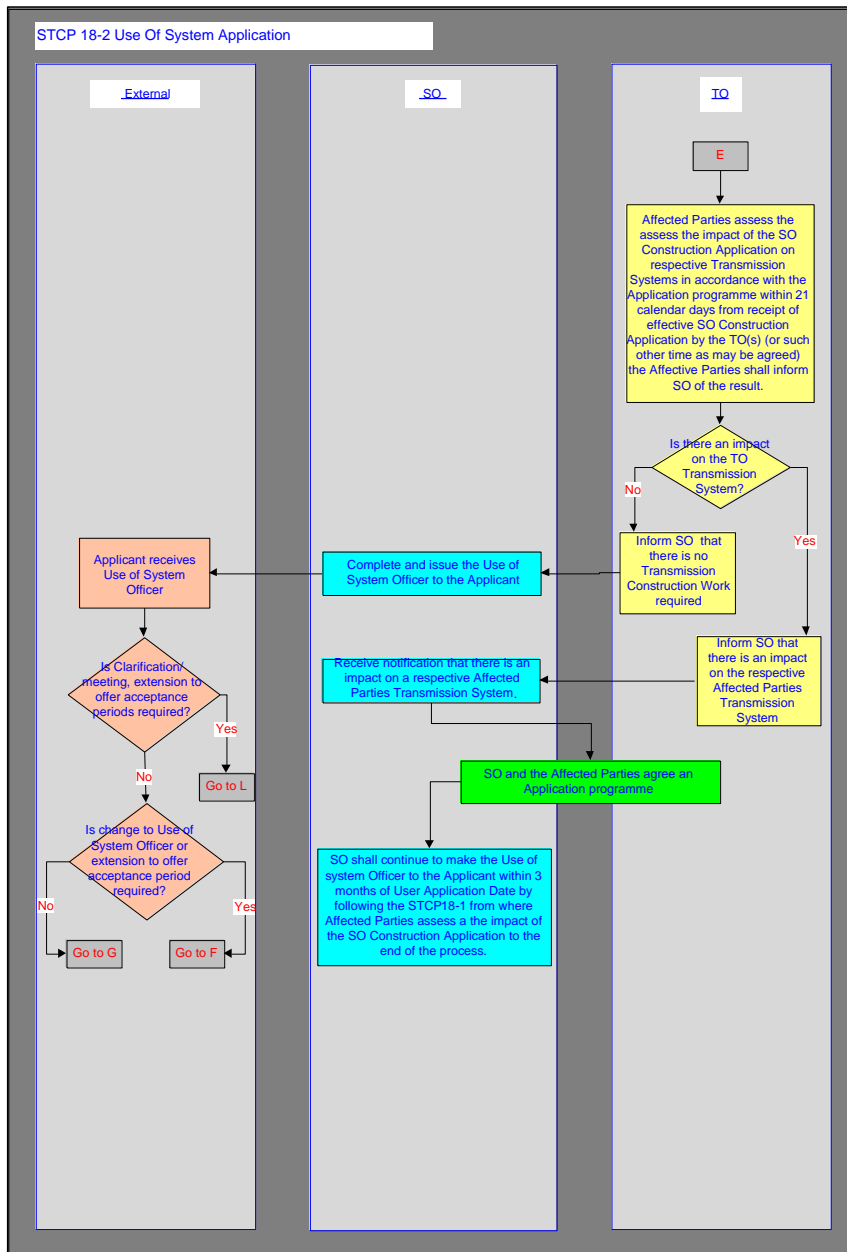 STCP 18-2 Use Of System Application
External
SO
TO
E
Affected Parties assess the
assess the impact of the SO
Construction Application on
respective Transmission
Systems in accordance with the
Application programme within 21
calendar days from receipt of
effective SO Construction
Application by the TO(s) (or such
other time as may be agreed)
the Affective Parties shall inform
SO of the result.
Is there an impact
on the TO
Transmission
System?
No
Yes
Inform SO that
there is no
Transmission
Construction Work
required
Complete and issue the Use of
System Officer to the Applicant
Applicant receives
Use of System
Officer
Inform SO that
there is an impact
on the respective
Affected Parties
Transmission
System
Receive notification that there is an
impact on a respective Affected
Parties Transmission System.
Is Clarification/
meeting, extension to
offer acceptance
periods required?
Yes
No
Go to L
SO and the Affected Parties agree an
Application programme
Is change to Use of
System Officer or
extension to offer
acceptance period
required?
No
Yes
Go to G
Go to F
SO shall continue to make the Use of
system Officer to the Applicant within 3
months of User Application Date by
following the STCP18-1 from where
Affected Parties assess a the impact of
the SO Construction Application to the
end of the process.